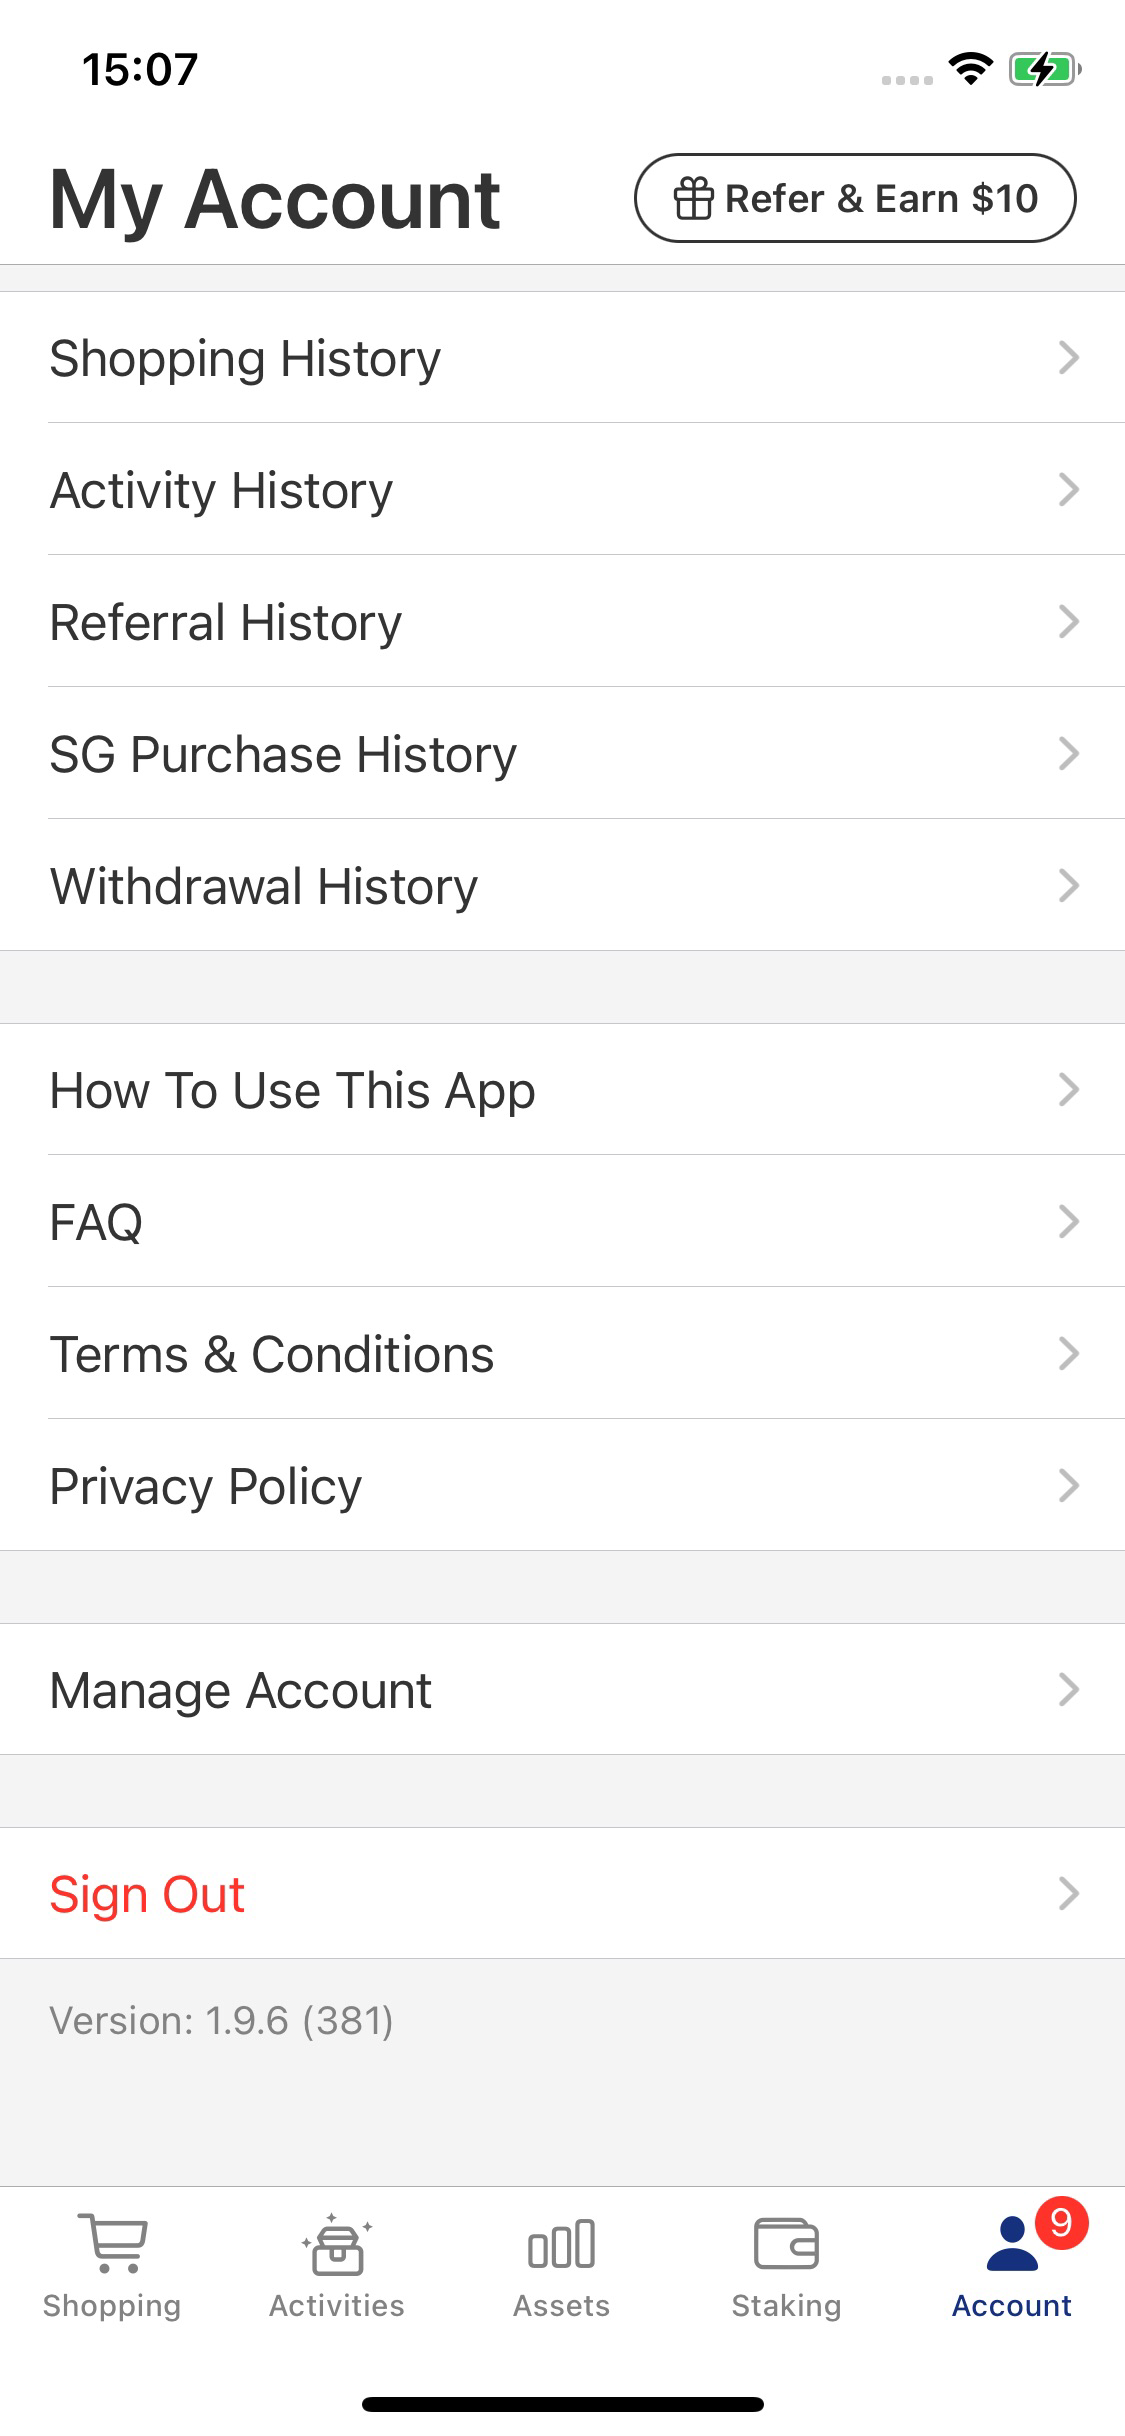 15:07
My Account
Refer & Earn $10
Shopping History
Activity History
Referral History
SG Purchase History
Withdrawal History
How To Use This App
FAQ
Terms & Conditions
Privacy Policy
Manage Account
Sign Out
Version: 1.9.6 (381)
9
Shopping
Activities
Assets
Staking
Account